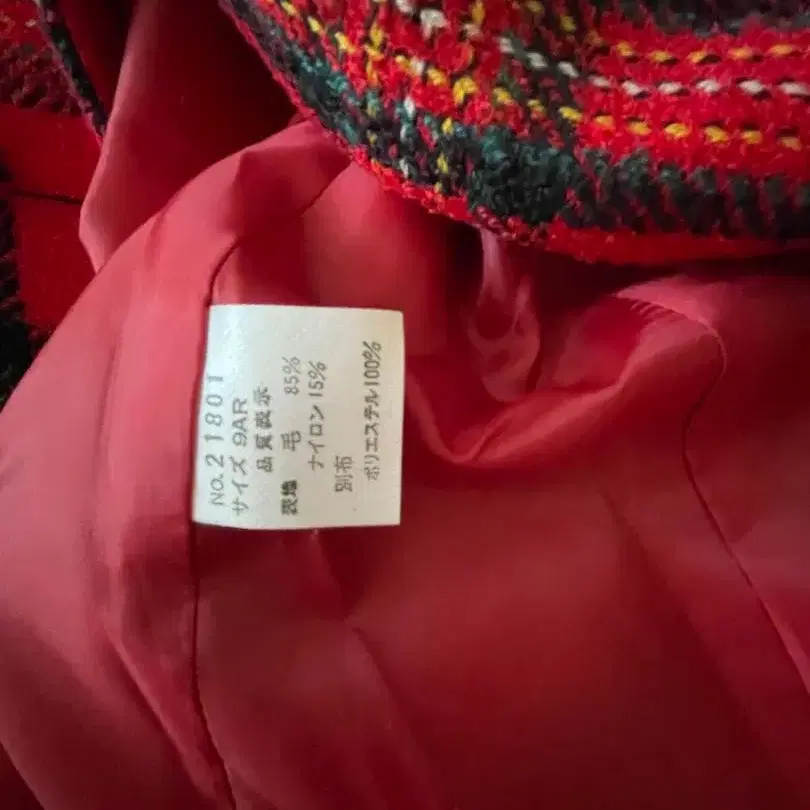 No. 21801
サイズ 9AR
品質表示
表地 毛 85%
ナイロン 15%
別布
ポリエステル100%